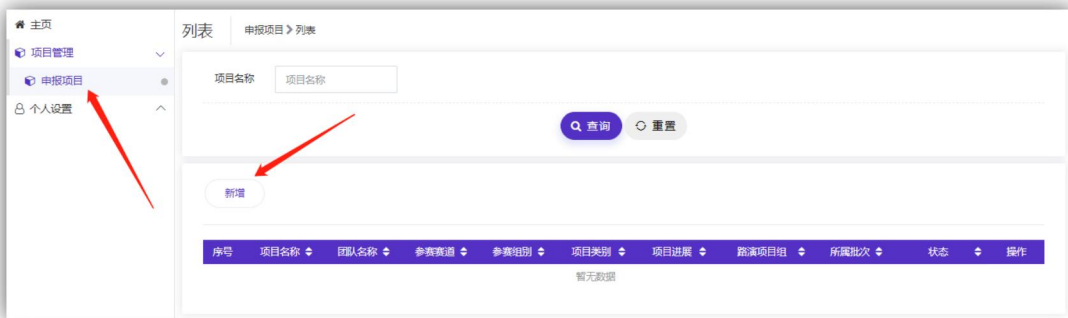 主页
项目管理
申报项目
个人设置
列表 申报项目 》列表
项目名称 项目名称
查询 重置
新增
序号 项目名称 团队名称 参赛赛道 参赛组别 项目类别 项目进展 路演项目组 所属批次 状态 操作
暂无数据